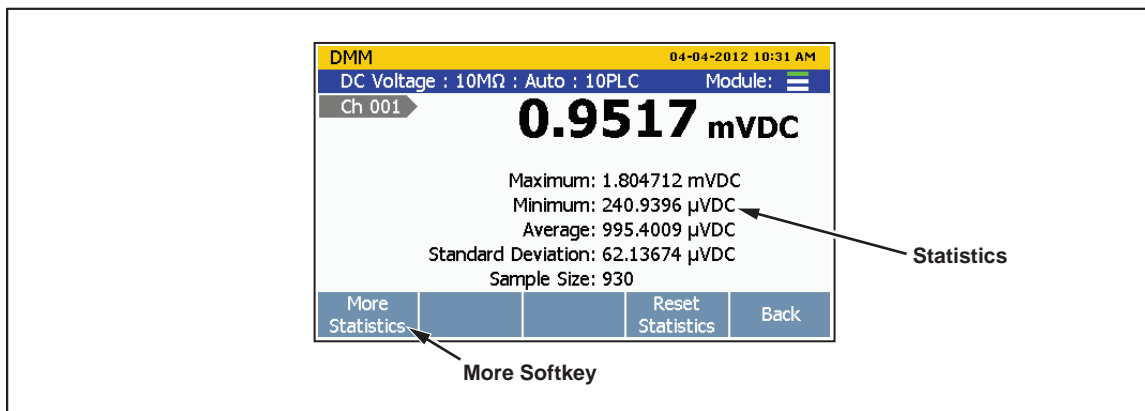 DMM 04-04-2012 10:31 AM
DC Voltage : 10MΩ : Auto : 10PLC Module:
Ch 001
0.9517 mVDC
Maximum: 1.804712 mVDC
Minimum: 240.9396 µVDC
Average: 995.4009 µVDC
Standard Deviation: 62.13674 µVDC
Sample Size: 930
Statistics
More Statistics
Reset Statistics
Back
More Softkey